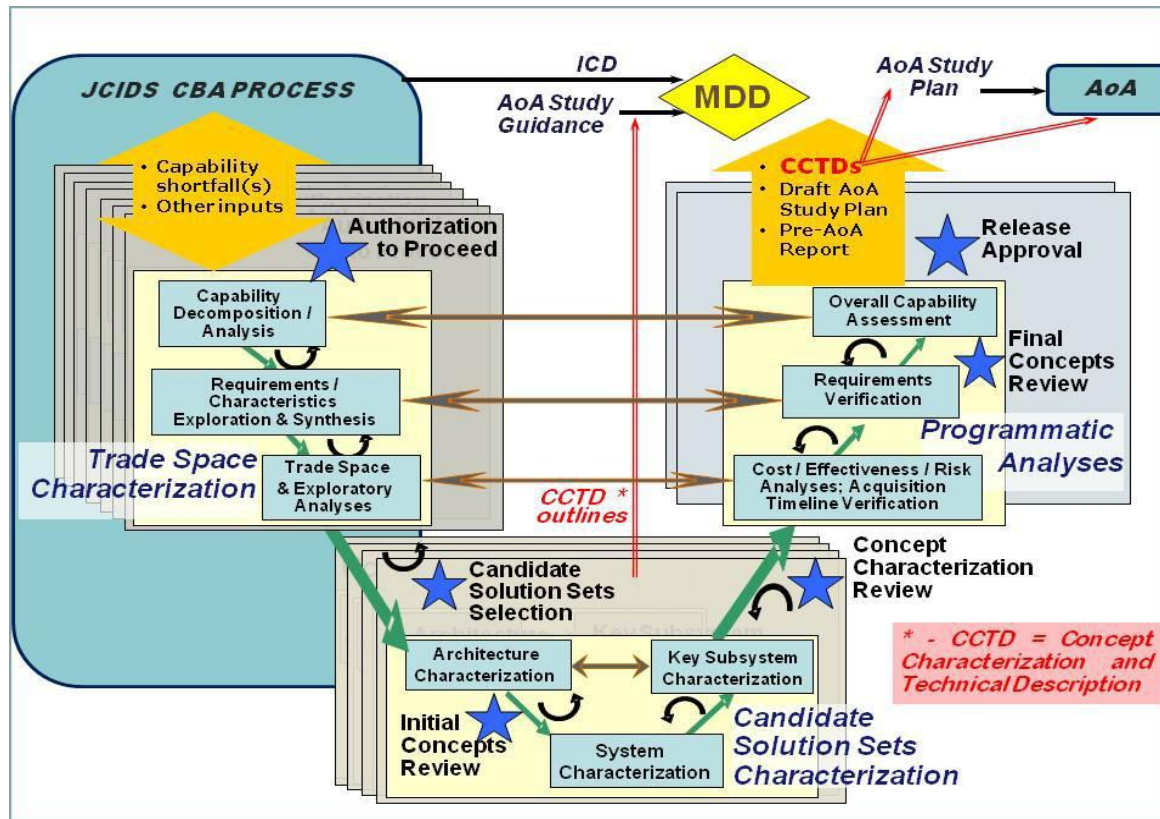 JCIDS CBA PROCESS
ICD
AoA Study
Guidance
MDD
AoA Study
Plan
AoA
• Capability
shortfall(s)
• Other inputs
• CCTDs
• Draft AoA
Study Plan
• Pre-AoA
Report
Authorization
to Proceed
Release
Approval
Capability
Decomposition /
Analysis
Overall Capability
Assessment
Final
Concepts
Review
Requirements /
Characteristics
Exploration & Synthesis
Requirements
Verification
Programmatic
Analyses
Trade Space
Characterization
Trade Space
& Exploratory
Analyses
Cost / Effectiveness / Risk
Analyses; Acquisition
Timeline Verification
CCTD *
outlines
Candidate
Solution Sets
Selection
Concept
Characterization
Review
Architecture
Characterization
Key Subsystem
Characterization
* - CCTD = Concept
Characterization and
Technical Description
Initial
Concepts
Review
System
Characterization
Candidate
Solution Sets
Characterization